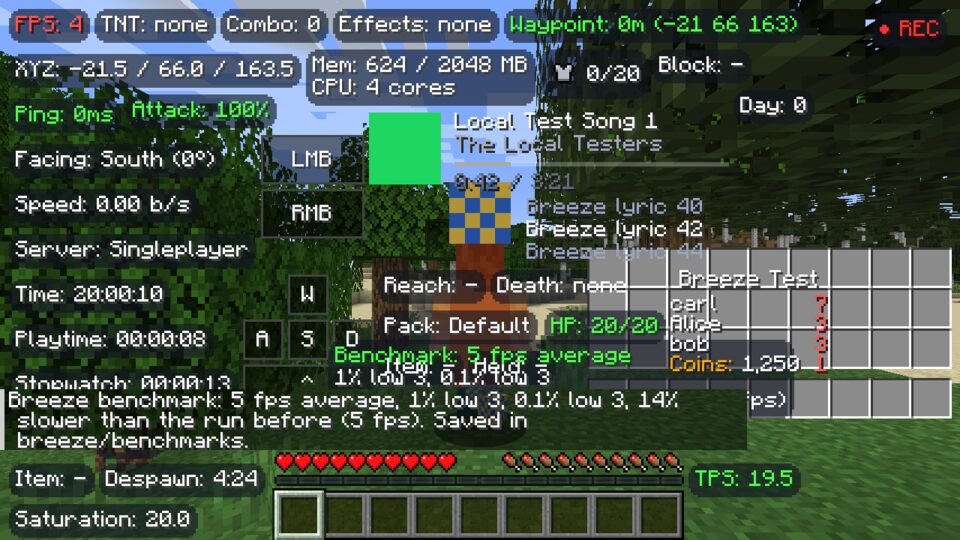 FPS: 4
TNT: none
Combo: 0
Effects: none
Waypoint: 0m (-21 66 163)
● REC
XYZ: -21.5 / 66.0 / 163.5
Mem: 624 / 2048 MB
CPU: 4 cores
0/20
Block: -
Ping: 0ms
Attack: 100%
Day: 0
Local Test Song 1
The Local Testers
Facing: South (0°)
LMB
0:42 / 3:21
Speed: 0.00 b/s
RMB
Breeze lyric 40
Breeze lyric 42
Breeze lyric 44
Server: Singleplayer
Time: 20:00:10
W
Reach: -
Death: none
Breeze Test
carl 7
Alice 3
bob 3
Coins: 1,250 1
Playtime: 00:00:08
A
S
D
Pack: Default
HP: 20/20
Benchmark: 5 fps average
1% low 3, 0.1% low 3
Item: -
Held
Stopwatch: 00:00:13
Breeze benchmark: 5 fps average, 1% low 3, 0.1% low 3, 14%
slower than the run before (5 fps). Saved in
breeze/benchmarks.
fps)
Item: -
Despawn: 4:24
TPS: 19.5
Saturation: 20.0